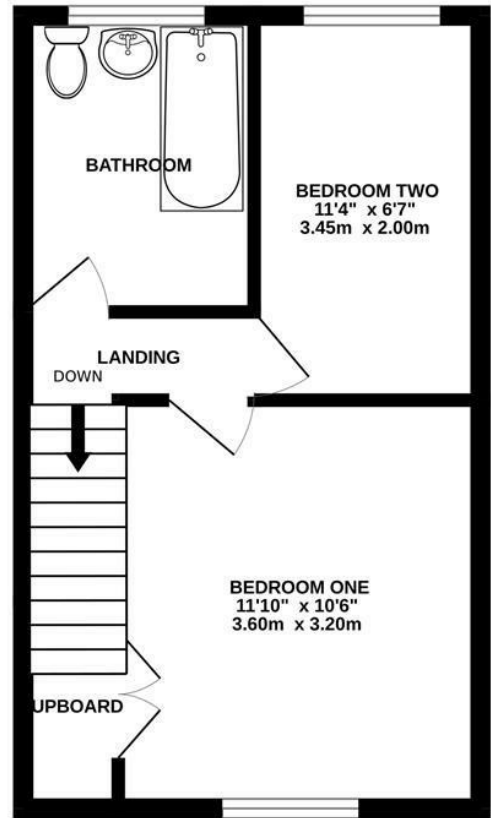 BATHROOM
BEDROOM TWO
11'4" x 6'7"
3.45m x 2.00m
LANDING
DOWN
BEDROOM ONE
11'10" x 10'6"
3.60m x 3.20m
UPBOARD